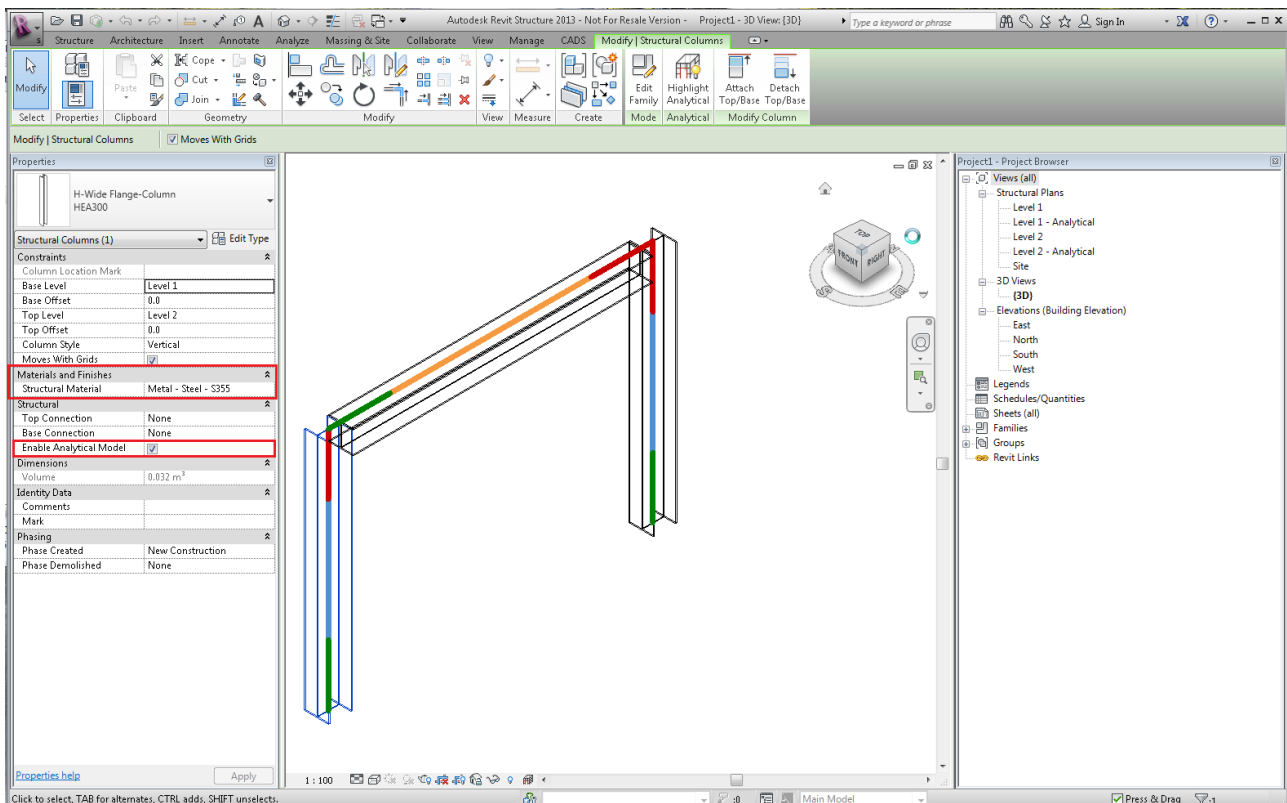 Autodesk Revit Structure 2013 - Not For Resale Version - Project1 - 3D View: {3D}
Type a keyword or phrase
Sign In
s
Structure Architecture Insert Annotate Analyze Massing & Site Collaborate View Manage CADS Modify | Structural Columns
Modify
Paste
Cope
Cut
Join
Edit Family
Highlight Analytical
Attach Top/Base
Detach Top/Base
Select Properties Clipboard Geometry Modify View Measure Create Mode Analytical Modify Column
Modify | Structural Columns Moves With Grids
Properties
H-Wide Flange-Column
HEA300
Structural Columns (1) Edit Type
Constraints
Column Location Mark
Base Level Level 1
Base Offset 0.0
Top Level Level 2
Top Offset 0.0
Column Style Vertical
Moves With Grids
Materials and Finishes
Structural Material Metal - Steel - S355
Structural
Top Connection None
Base Connection None
Enable Analytical Model
Dimensions
Volume 0.032 m³
Identity Data
Comments
Mark
Phasing
Phase Created New Construction
Phase Demolished None
Properties help Apply
TOP
FRONT RIGHT
1 : 100
Project1 - Project Browser
Views (all)
Structural Plans
Level 1
Level 1 - Analytical
Level 2
Level 2 - Analytical
Site
3D Views
{3D}
Elevations (Building Elevation)
East
North
South
West
Legends
Schedules/Quantities
Sheets (all)
Families
Groups
Revit Links
Click to select, TAB for alternates, CTRL adds, SHIFT unselects.
:0 Main Model Press & Drag :1